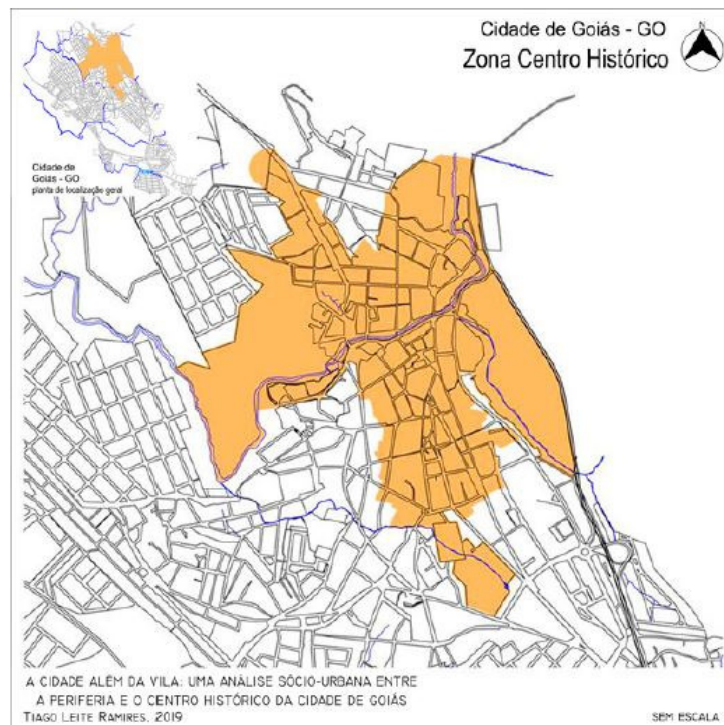 Cidade de Goiás - GO
Zona Centro Histórico
N
Cidade de
Goiás - GO
planta de localização geral
A CIDADE ALÉM DA VILA: UMA ANÁLISE SÓCIO-URBANA ENTRE
A PERIFERIA E O CENTRO HISTÓRICO DA CIDADE DE GOIÁS
TIAGO LEITE RAMIRES, 2019
SEM ESCALA